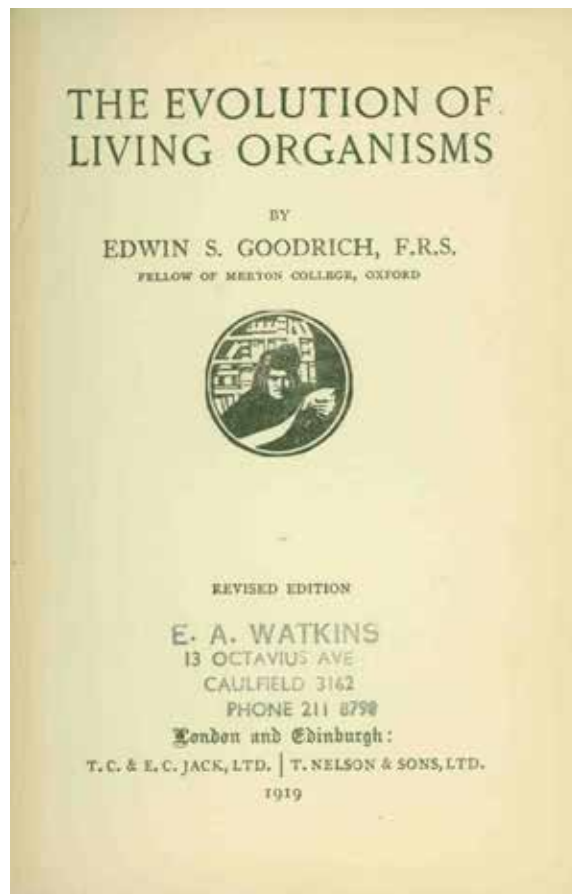 THE EVOLUTION OF
LIVING ORGANISMS
BY
EDWIN S. GOODRICH, F.R.S.
FELLOW OF MERTON COLLEGE, OXFORD
REVISED EDITION
E. A. WATKINS
13 OCTAVIUS AVE
CAULFIELD 3162
PHONE 211 8798
London and Edinburgh:
T. C. & E. C. JACK, LTD. | T. NELSON & SONS, LTD.
1919